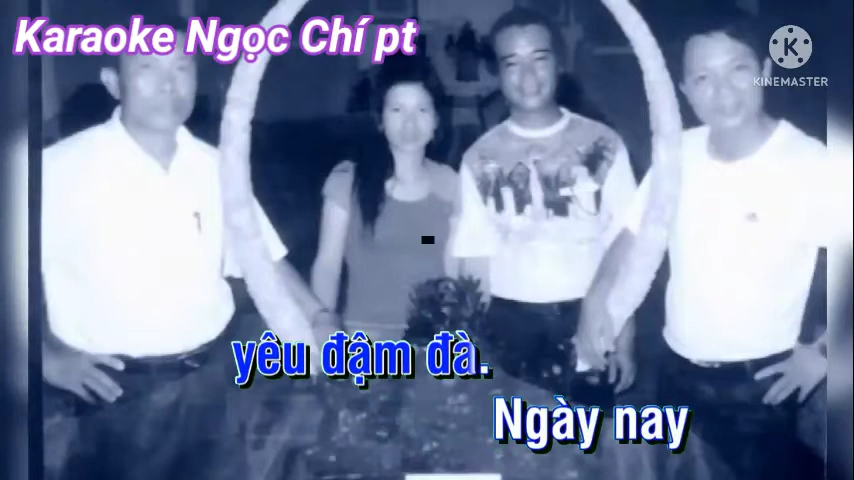 Karaoke Ngọc Chí pt
KINEMASTER
yêu đậm đà.
Ngày nay